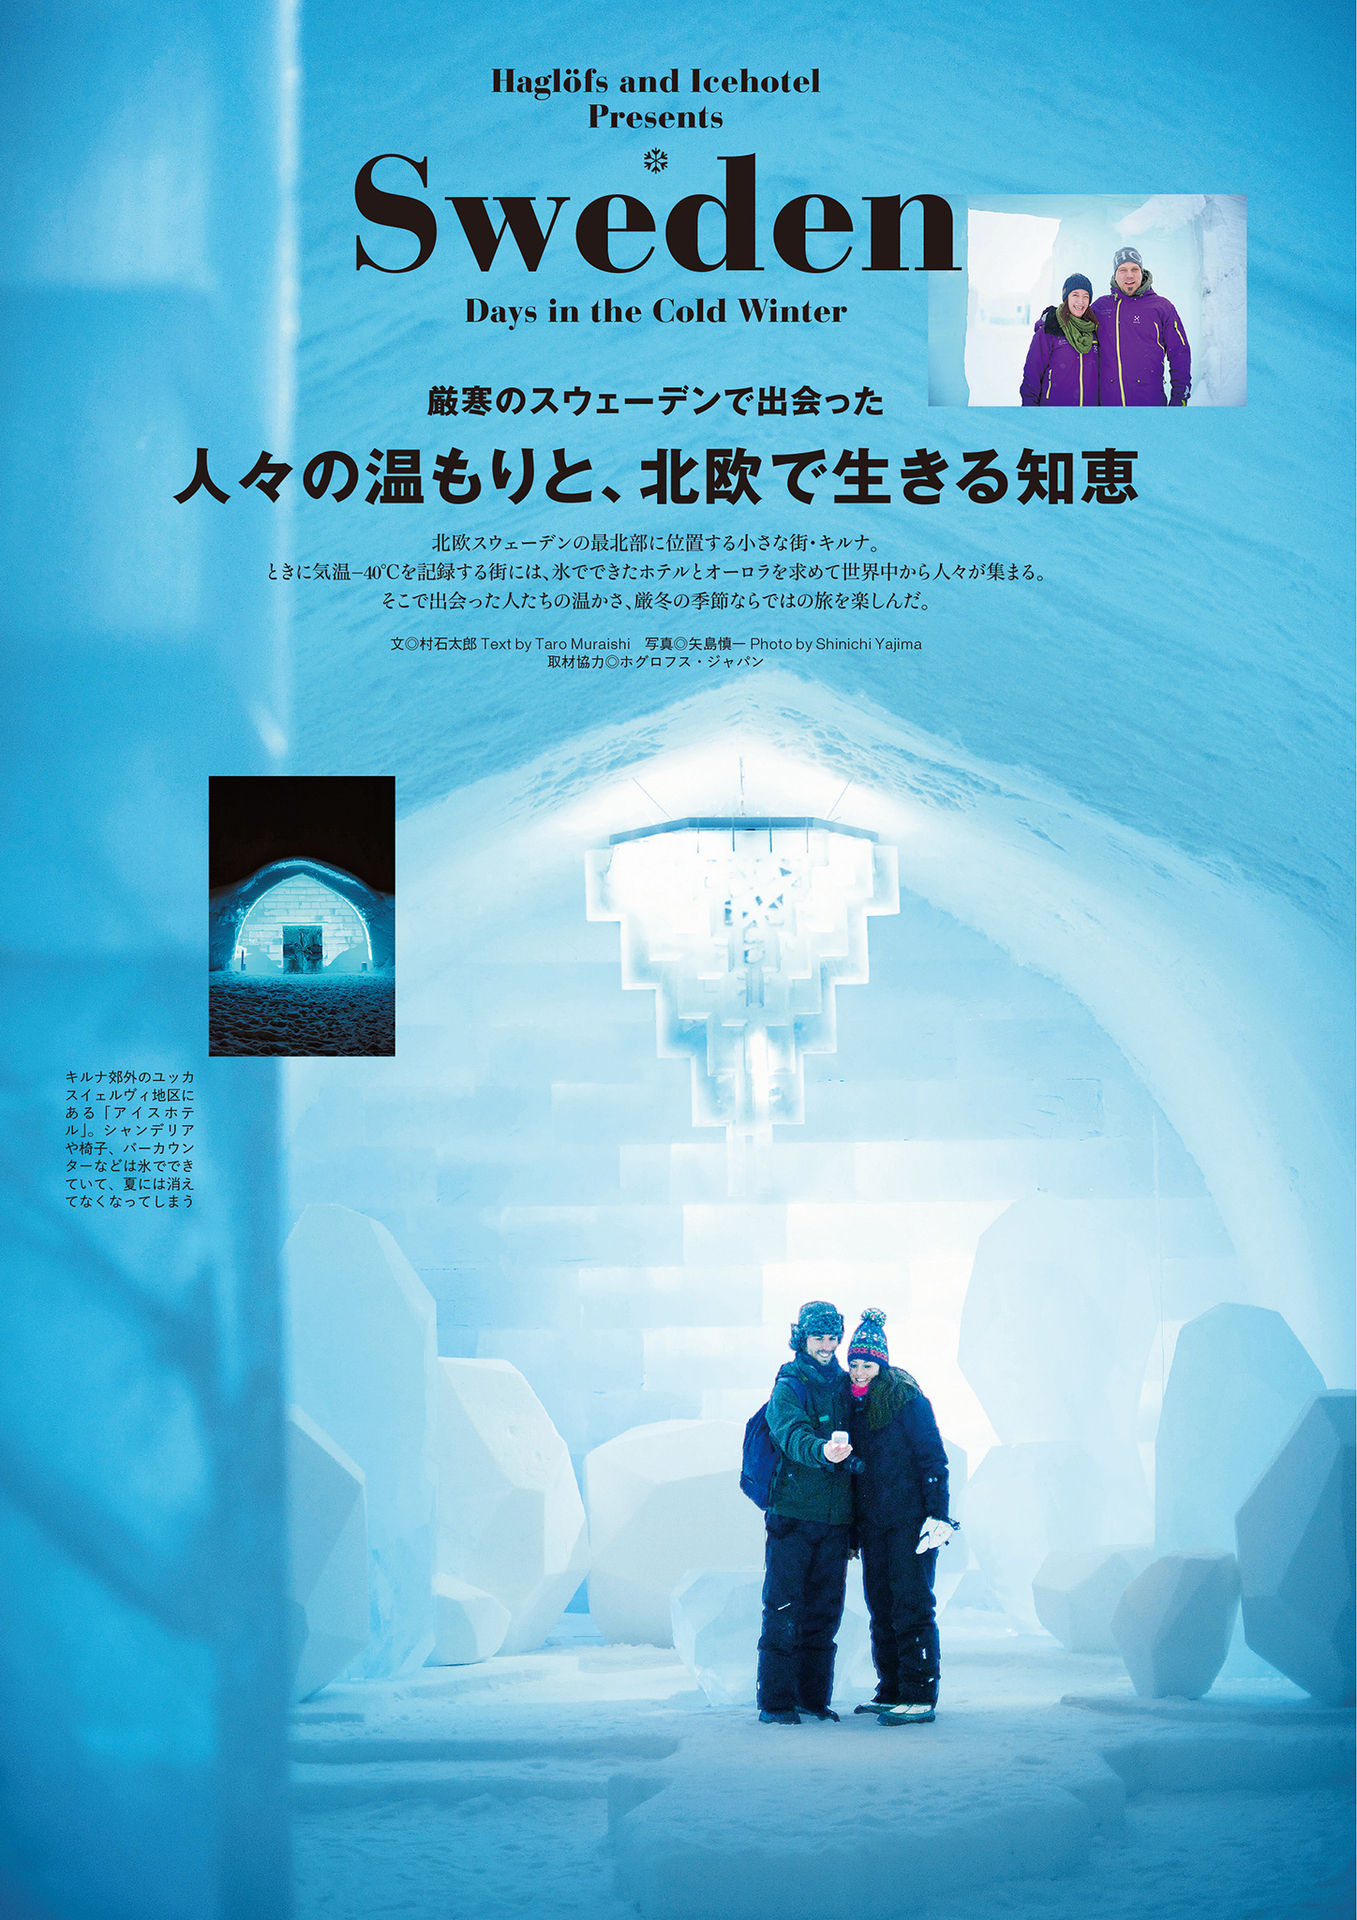 Haglöfs and Icehotel
Presents
Sweden
Days in the Cold Winter
厳寒のスウェーデンで出会った
人々の温もりと、北欧で生きる知恵
北欧スウェーデンの最北部に位置する小さな街・キルナ。
ときに気温−40℃を記録する街には、氷でできたホテルとオーロラを求めて世界中から人々が集まる。
そこで出会った人たちの温かさ、厳冬の季節ならではの旅を楽しんだ。
文◎村石太郎 Text by Taro Muraishi 写真◎矢島慎一 Photo by Shinichi Yajima
取材協力◎ホグロフス・ジャパン
キルナ郊外のユッカ
スイェルヴィ地区に
ある「アイスホテ
ル」。シャンデリア
や椅子、バーカウン
ターなどは氷ででき
ていて、夏には消え
てなくなってしまう